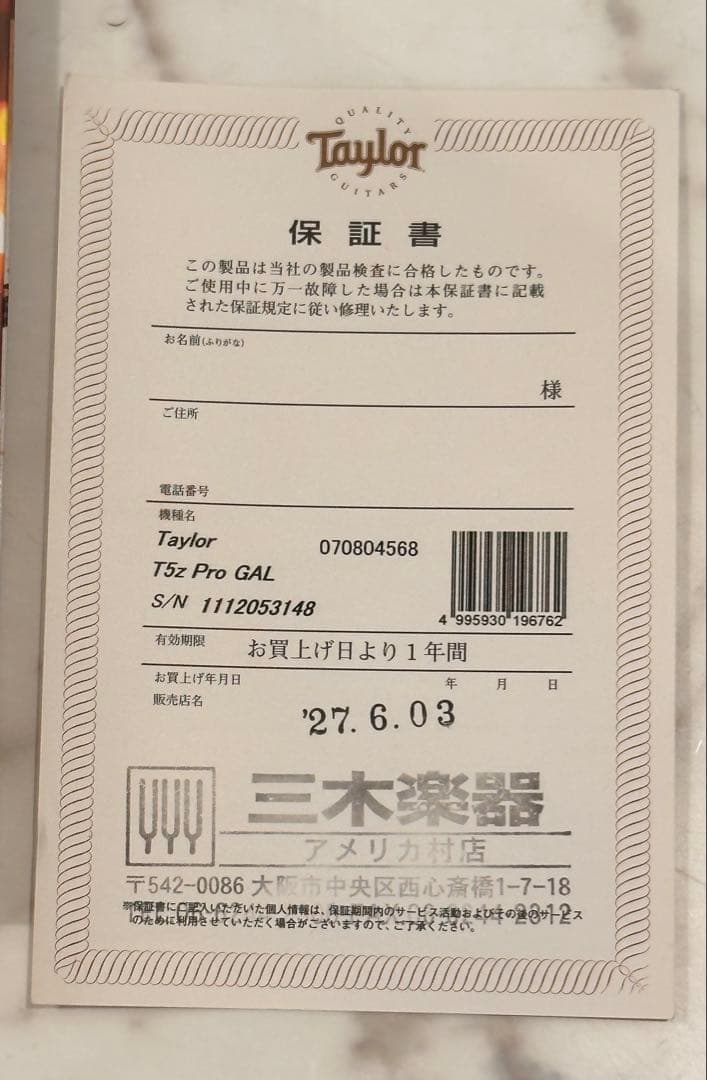 QUALITY
Taylor
GUITARS
保証書
この製品は当社の製品検査に合格したものです。
ご使用中に万一故障した場合は本保証書に記載
された保証規定に従い修理いたします。
お名前(ふりがな)
様
ご住所
電話番号
機種名
Taylor 070804568
T5z Pro GAL
S/N 1112053148
4 995930 196762
有効期限 お買上げ日より1年間
お買上げ年月日 年 月 日
販売店名
'27.6.03
三木楽器
アメリカ村店
〒542-0086 大阪市中央区西心斎橋1-7-18
※保証書にご記入いただいた個人情報は、保証期間内のサービス活動およびその後のサービス
のために利用させていただく場合がございますので、ご了承ください。